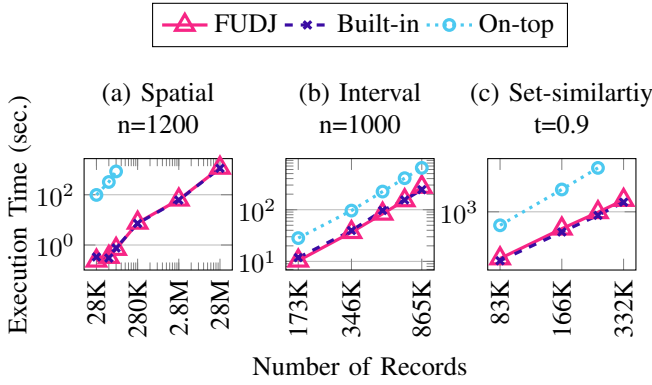 FUDJ Built-in On-top
(a) Spatial
n=1200
(b) Interval
n=1000
(c) Set-similartiy
t=0.9
Execution Time (sec.)
10^2
10^0
28K
280K
2.8M
28M
10^2
10^1
173K
346K
865K
10^3
83K
166K
332K
Number of Records